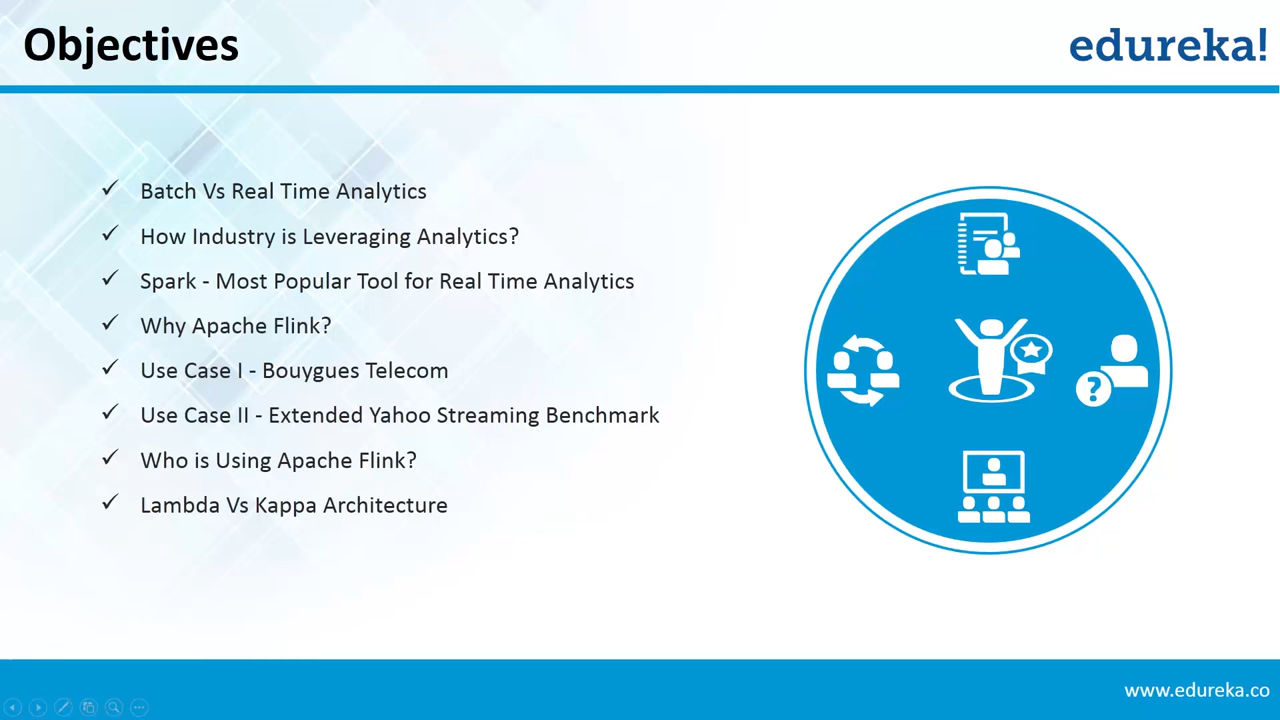 Objectives
edureka!
✓ Batch Vs Real Time Analytics
✓ How Industry is Leveraging Analytics?
✓ Spark - Most Popular Tool for Real Time Analytics
✓ Why Apache Flink?
✓ Use Case I - Bouygues Telecom
✓ Use Case II - Extended Yahoo Streaming Benchmark
✓ Who is Using Apache Flink?
✓ Lambda Vs Kappa Architecture
?
www.edureka.co